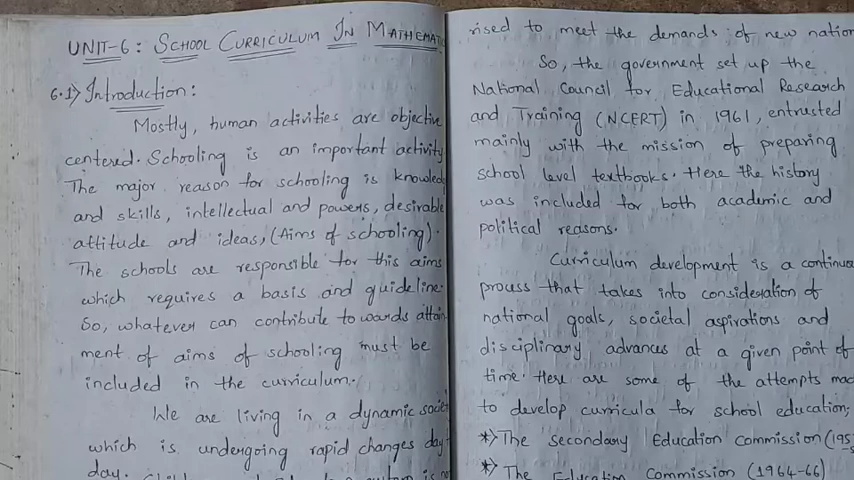 UNIT-6 : SCHOOL CURRICULUM IN MATHEMAT
6.1) Introduction :
Mostly, human activities are objective
centered. Schooling is an important activity
The major reason for schooling is knowled
and skills, intellectual and powers, desirable
attitude and ideas, (Aims of schooling).
The schools are responsible for this aims
which requires a basis and guideline.
So, whatever can contribute towards attain
ment of aims of schooling must be
included in the curriculum.
We are living in a dynamic societ
which is undergoing rapid changes day
day.
rised to meet the demands of new nation
So, the government set up the
National Council for Educational Research
and Training (NCERT) in 1961, entrusted
mainly with the mission of preparing
school level textbooks. Here the history
was included for both academic and
political reasons.
Curriculum development is a continuo
process that takes into consideration of
national goals, societal aspirations and
disciplinary advances at a given point of
time. Here are some of the attempts mad
to develop curricula for school education;
*) The Secondary Education commission (195
*) The Education Commission (1964-66)